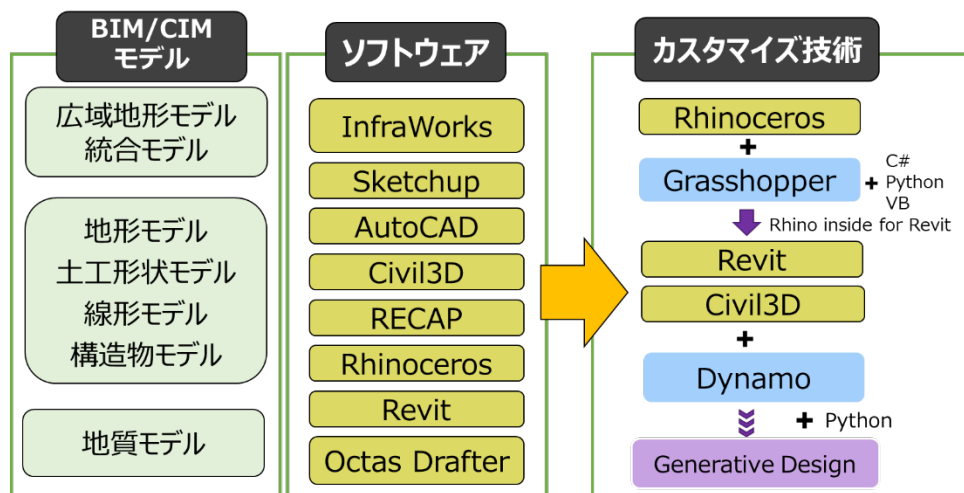 BIM/CIM
モデル
広域地形モデル
統合モデル
地形モデル
土工形状モデル
線形モデル
構造物モデル
地質モデル
ソフトウェア
InfraWorks
Sketchup
AutoCAD
Civil3D
RECAP
Rhinoceros
Revit
Octas Drafter
カスタマイズ技術
Rhinoceros
+
Grasshopper
+
C#
Python
VB
Rhino inside for Revit
Revit
Civil3D
+
Dynamo
+ Python
Generative Design